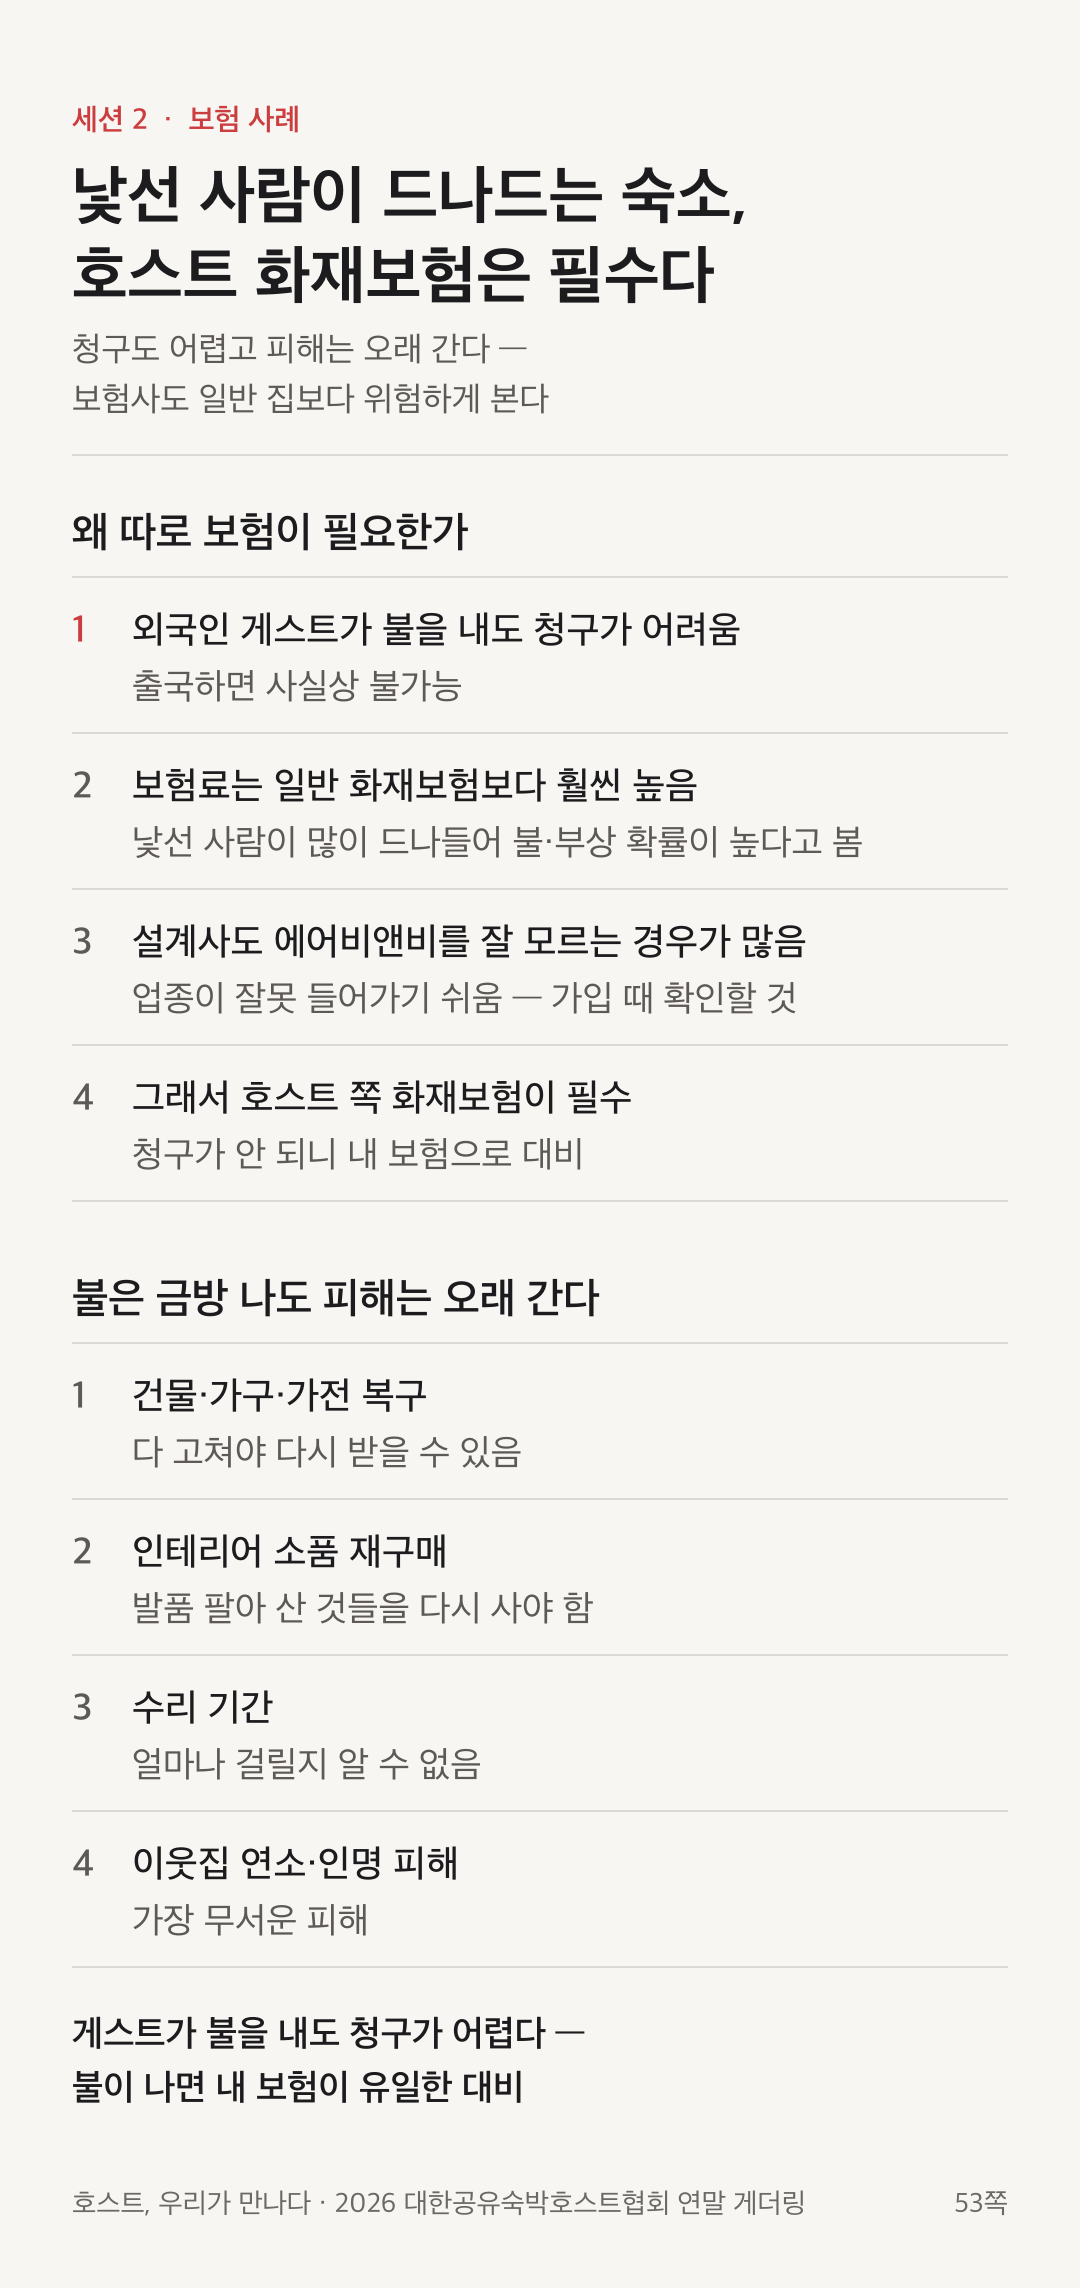 세션 2 · 보험 사례
낯선 사람이 드나드는 숙소,
호스트 화재보험은 필수다
청구도 어렵고 피해는 오래 간다 —
보험사도 일반 집보다 위험하게 본다
왜 따로 보험이 필요한가
1 외국인 게스트가 불을 내도 청구가 어려움
출국하면 사실상 불가능
2 보험료는 일반 화재보험보다 훨씬 높음
낯선 사람이 많이 드나들어 불·부상 확률이 높다고 봄
3 설계사도 에어비앤비를 잘 모르는 경우가 많음
업종이 잘못 들어가기 쉬움 — 가입 때 확인할 것
4 그래서 호스트 쪽 화재보험이 필수
청구가 안 되니 내 보험으로 대비
불은 금방 나도 피해는 오래 간다
1 건물·가구·가전 복구
다 고쳐야 다시 받을 수 있음
2 인테리어 소품 재구매
발품 팔아 산 것들을 다시 사야 함
3 수리 기간
얼마나 걸릴지 알 수 없음
4 이웃집 연소·인명 피해
가장 무서운 피해
게스트가 불을 내도 청구가 어렵다 —
불이 나면 내 보험이 유일한 대비
호스트, 우리가 만나다 · 2026 대한공유숙박호스트협회 연말 게더링 53쪽